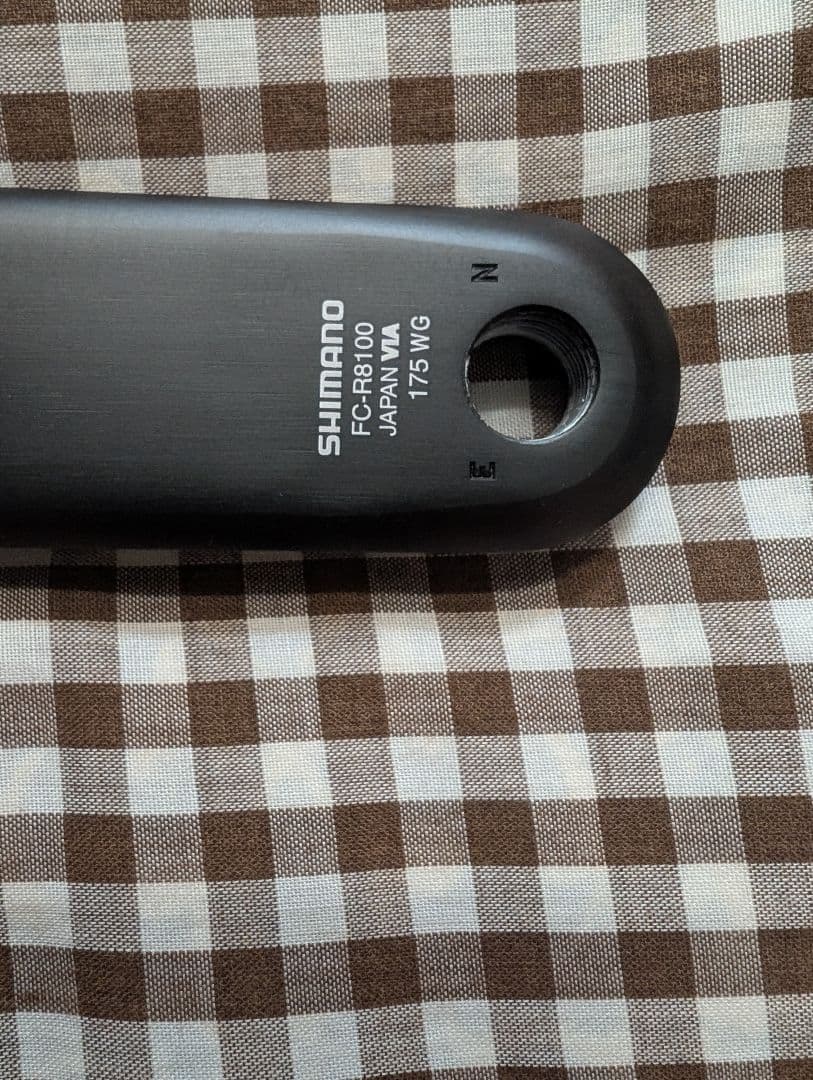 SHIMANO
FC-R8100
JAPAN VIA
175 WG
E N